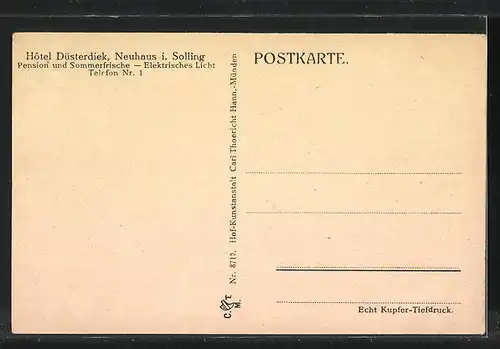 Hôtel Düsterdiek, Neuhaus i. Solling
Pension und Sommerfrische — Elektrisches Licht
Telefon Nr. 1
C. T. M.
Nr. 8715. Hof-Kunstanstalt Carl Thoericht Hann.-Münden
POSTKARTE.
Echt Kupfer-Tiefdruck.